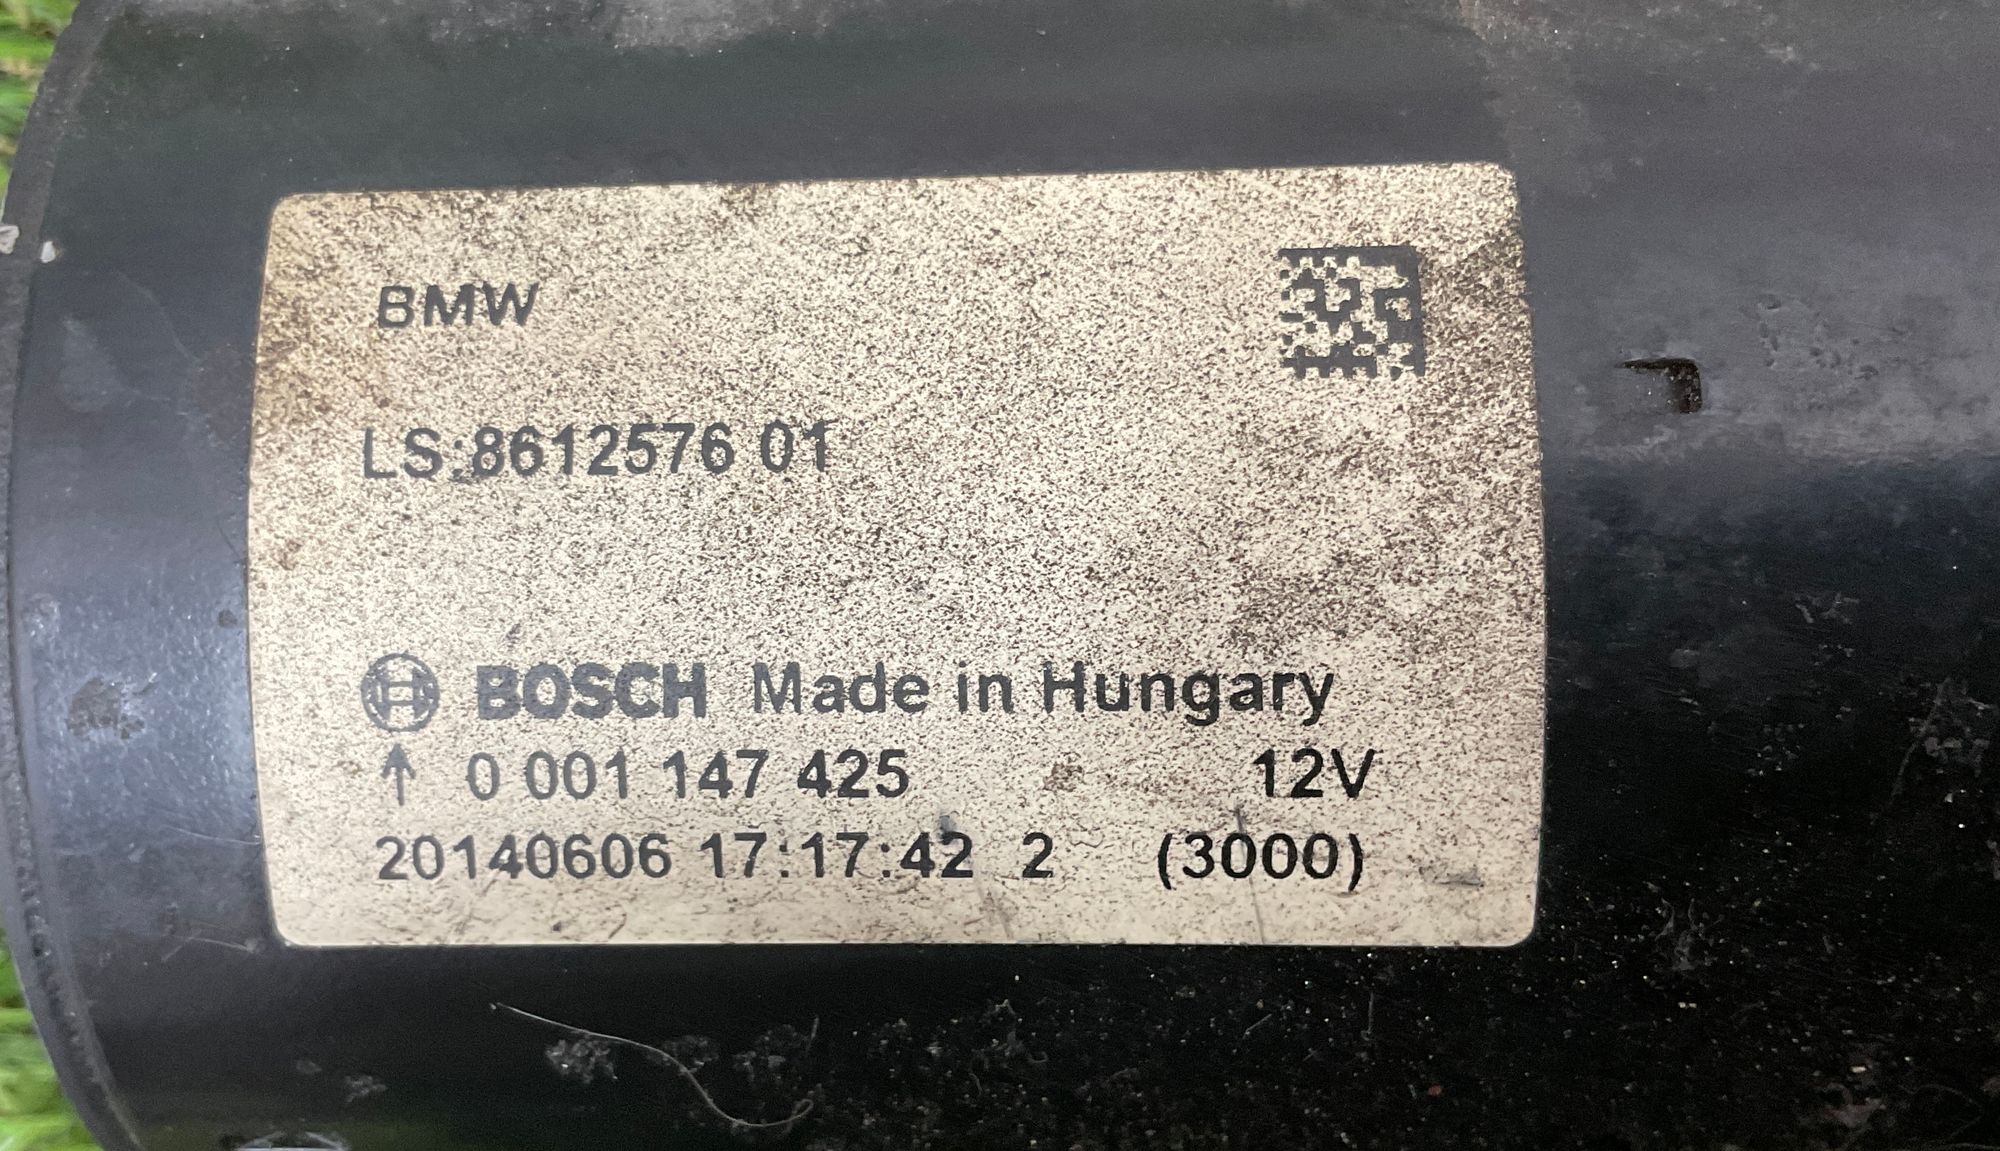 BMW
LS:8612576 01
BOSCH Made in Hungary
↑ 0 001 147 425 12V
20140606 17:17:42 2 (3000)